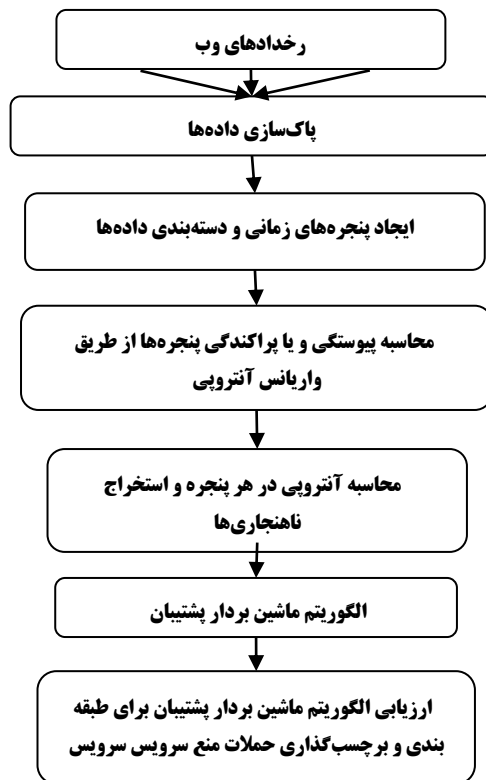 رخدادهای وب
پاک‌سازی داده‌ها
ایجاد پنجره‌های زمانی و دسته‌بندی داده‌ها
محاسبه پیوستگی و یا پراکندگی پنجره‌ها از طریق
واریانس آنتروپی
محاسبه آنتروپی در هر پنجره و استخراج
ناهنجاری‌ها
الگوریتم ماشین بردار پشتیبان
ارزیابی الگوریتم ماشین بردار پشتیبان برای طبقه
بندی و برچسب‌گذاری حملات منع سرویس سرویس